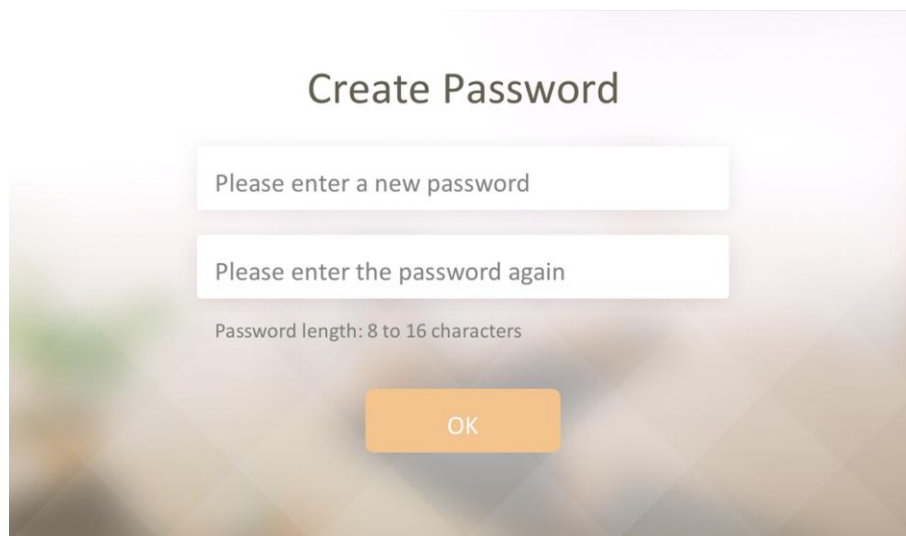 Create Password
Please enter a new password
Please enter the password again
Password length: 8 to 16 characters
OK